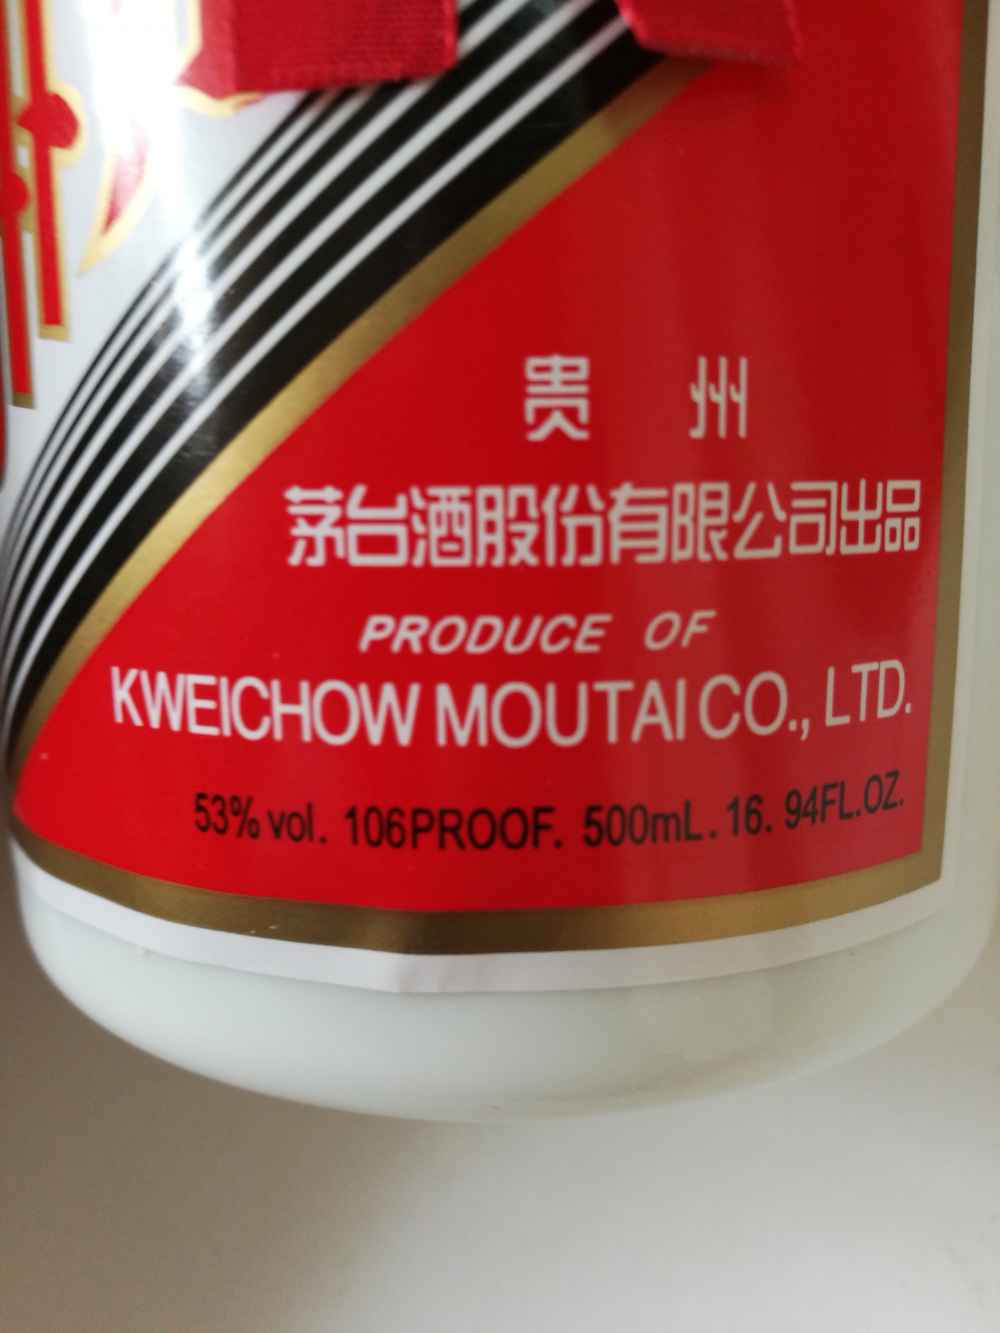 贵 州
茅台酒股份有限公司出品
PRODUCE OF
KWEICHOW MOUTAI CO., LTD.
53% vol. 106PROOF. 500mL. 16. 94FL.OZ.